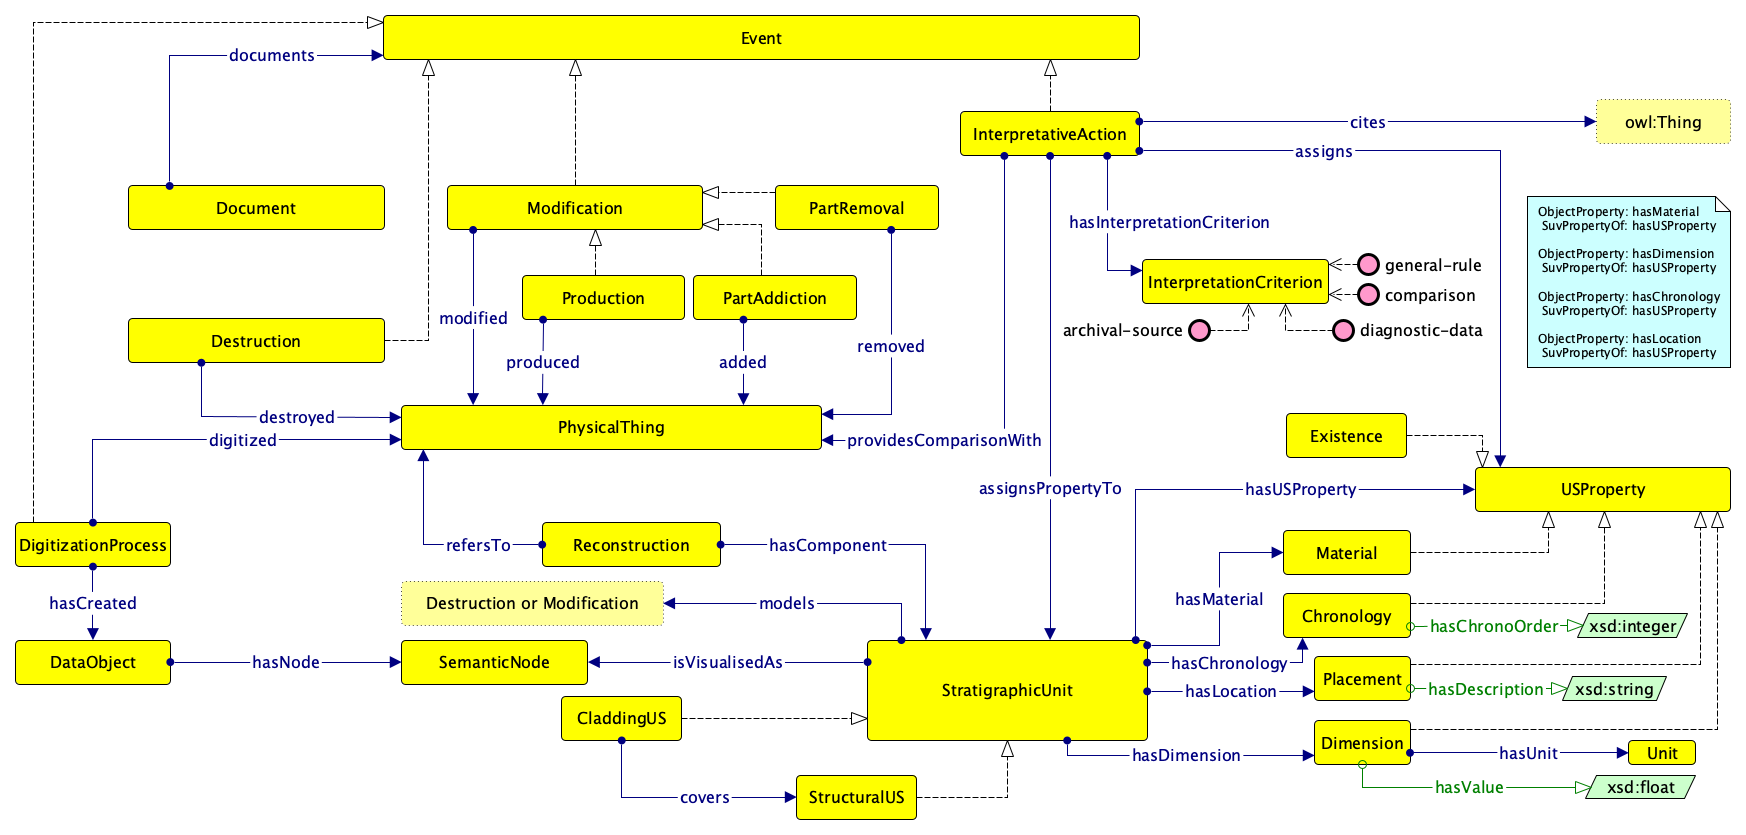 Event
documents
InterpretativeAction
cites
owl:Thing
assigns
Document
Modification
PartRemoval
hasInterpretationCriterion
ObjectProperty: hasMaterial
SuvPropertyOf: hasUSProperty
ObjectProperty: hasDimension
SuvPropertyOf: hasUSProperty
ObjectProperty: hasChronology
SuvPropertyOf: hasUSProperty
ObjectProperty: hasLocation
SuvPropertyOf: hasUSProperty
InterpretationCriterion
general-rule
comparison
archival-source
diagnostic-data
Production
PartAddiction
modified
Destruction
produced
added
removed
destroyed
digitized
PhysicalThing
providesComparisonWith
Existence
assignsPropertyTo
hasUSProperty
USProperty
DigitizationProcess
refersTo
Reconstruction
hasComponent
Material
hasCreated
Destruction or Modification
models
hasMaterial
Chronology
hasChronoOrder
xsd:integer
DataObject
hasNode
SemanticNode
isVisualisedAs
StratigraphicUnit
hasChronology
hasLocation
Placement
hasDescription
xsd:string
CladdingUS
hasDimension
Dimension
hasUnit
Unit
covers
StructuralUS
hasValue
xsd:float